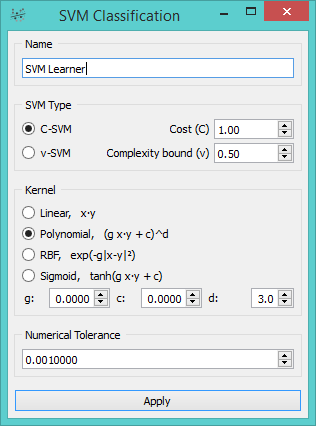 SVM Classification
Name
SVM Learner
SVM Type
C-SVM Cost (C) 1.00
ν-SVM Complexity bound (ν) 0.50
Kernel
Linear, x·y
Polynomial, (g x·y + c)^d
RBF, exp(-g|x-y|²)
Sigmoid, tanh(g x·y + c)
g: 0.0000 c: 0.0000 d: 3.0
Numerical Tolerance
0.0010000
Apply